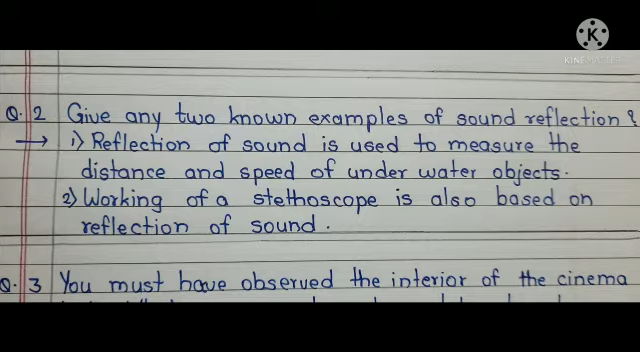 K
KINEMASTER
Q. 2 Give any two known examples of sound reflection ?
→ 1) Reflection of sound is used to measure the
distance and speed of under water objects.
2) Working of a stethoscope is also based on
reflection of sound.
Q. 3 You must have observed the interior of the cinema